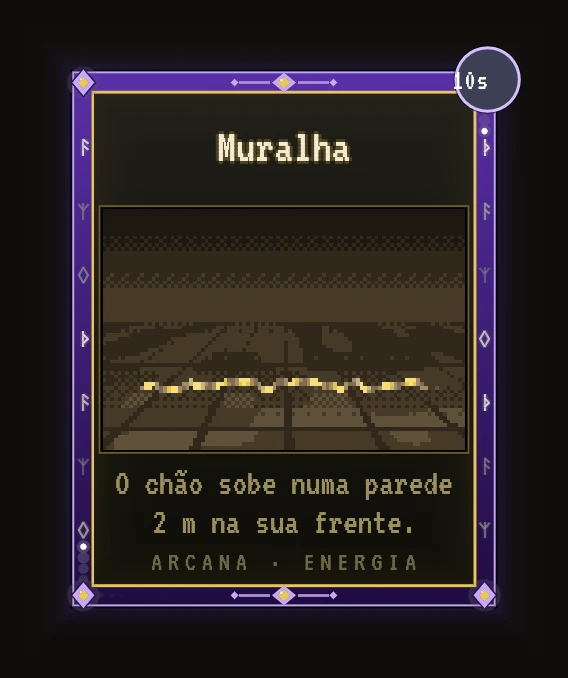 10s
Muralha
O chão sobe numa parede
2 m na sua frente.
ARCANA · ENERGIA